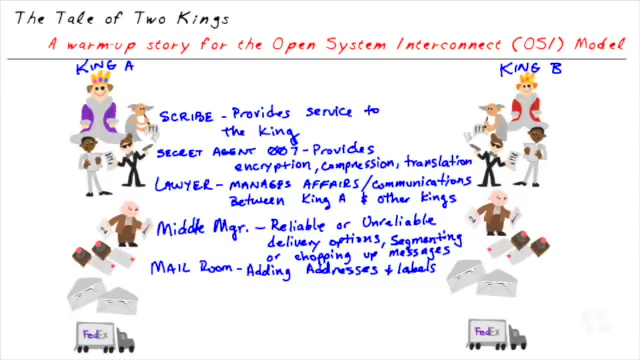 The Tale of Two Kings
A warm-up story for the Open System Interconnect (OSI) Model
KING A
KING B
SCRIBE - Provides service to
the King
SECRET AGENT 007 - Provides
encryption, compression, translation
LAWYER - MANAGES AFFAIRS/communications
Between King A & other Kings
Middle Mgr. - Reliable or Unreliable
delivery options, Segmenting
or chopping up messages
MAIL ROOM - Adding Addresses & labels
FedEx
FedEx